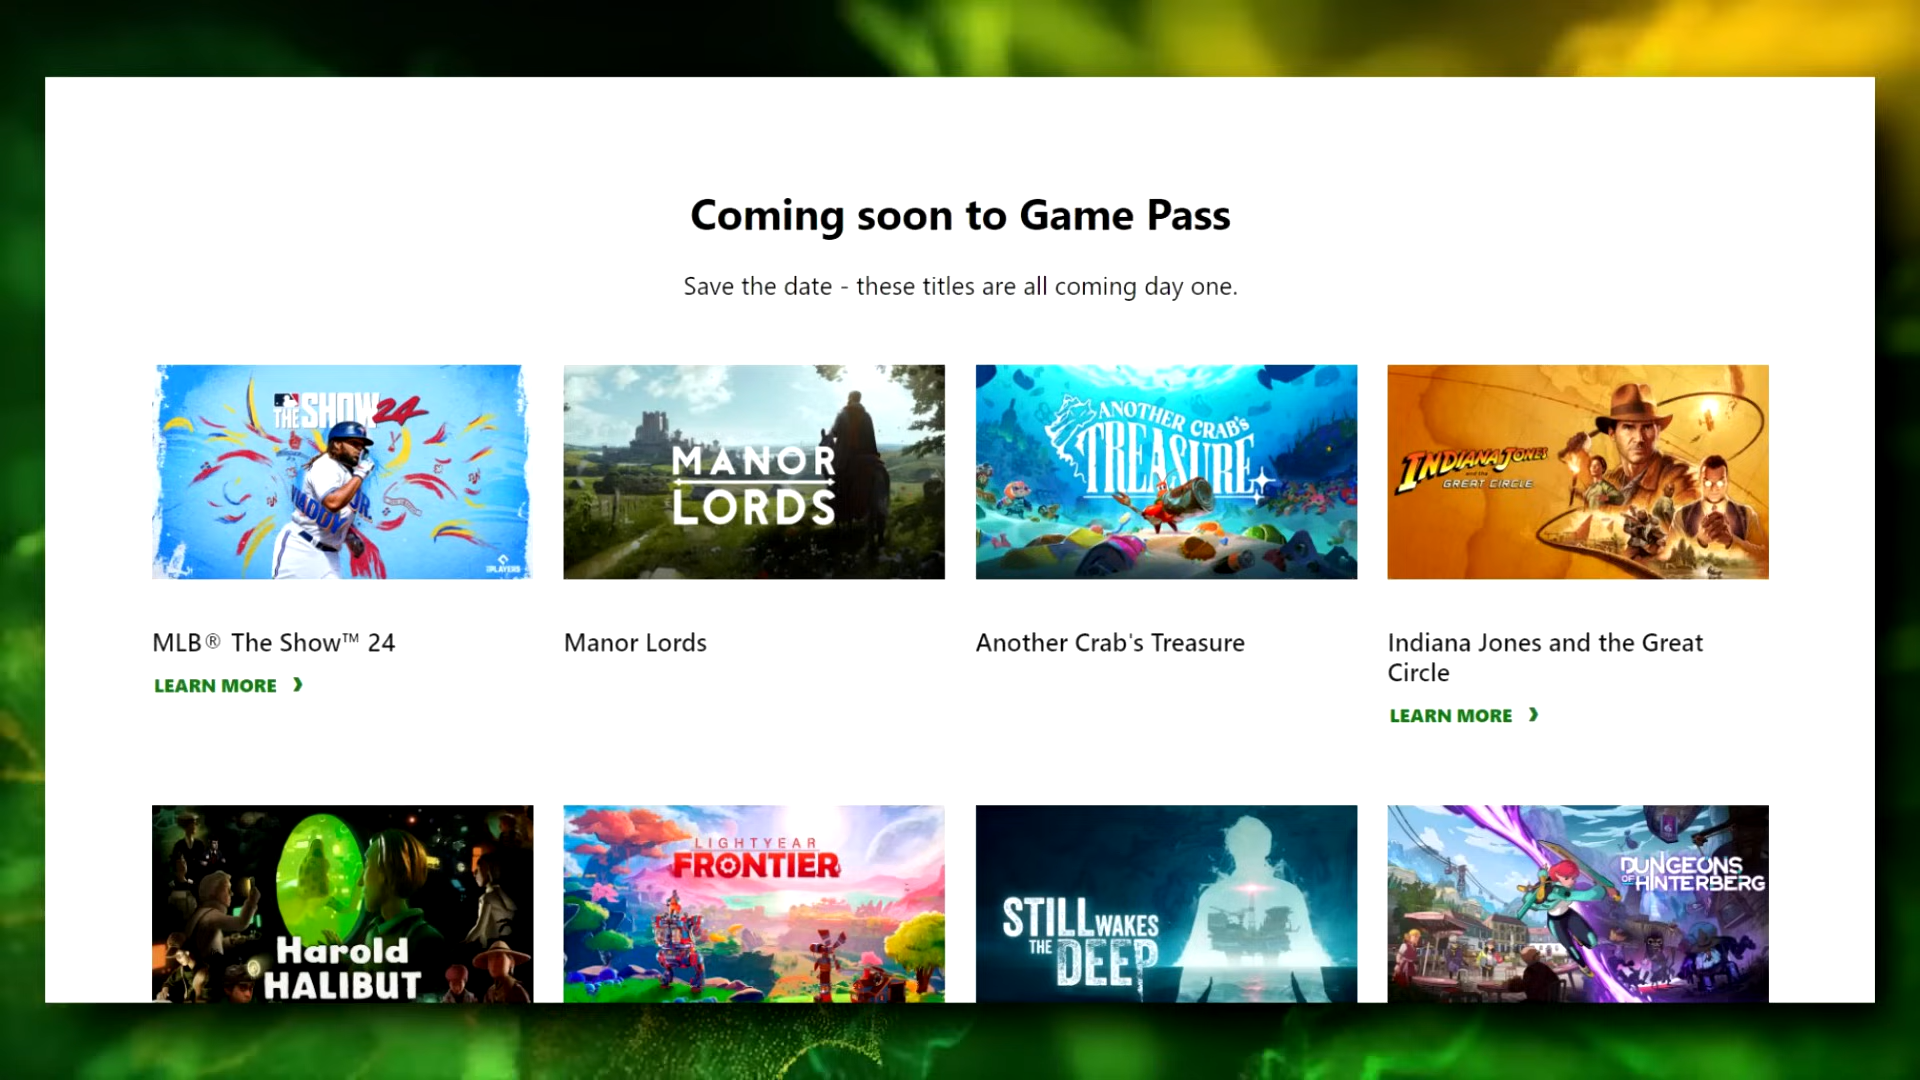 Coming soon to Game Pass
Save the date - these titles are all coming day one.
THE SHOW 24
PLAYERS
MANOR
LORDS
ANOTHER CRAB'S
TREASURE
INDIANA JONES
and the
GREAT CIRCLE
MLB® The Show™ 24
LEARN MORE ❯
Manor Lords
Another Crab's Treasure
Indiana Jones and the Great
Circle
LEARN MORE ❯
Harold
HALIBUT
LIGHTYEAR
FRONTIER
STILL WAKES
THE DEEP
DUNGEONS
OF HINTERBERG